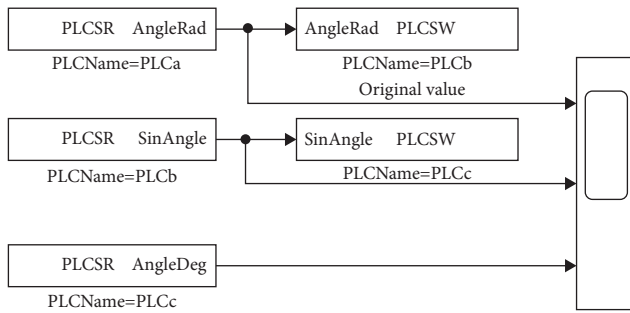 PLCSR AngleRad
AngleRad PLCSW
PLCName=PLCa
PLCName=PLCb
Original value
PLCSR SinAngle
SinAngle PLCSW
PLCName=PLCb
PLCName=PLCc
PLCSR AngleDeg
PLCName=PLCc